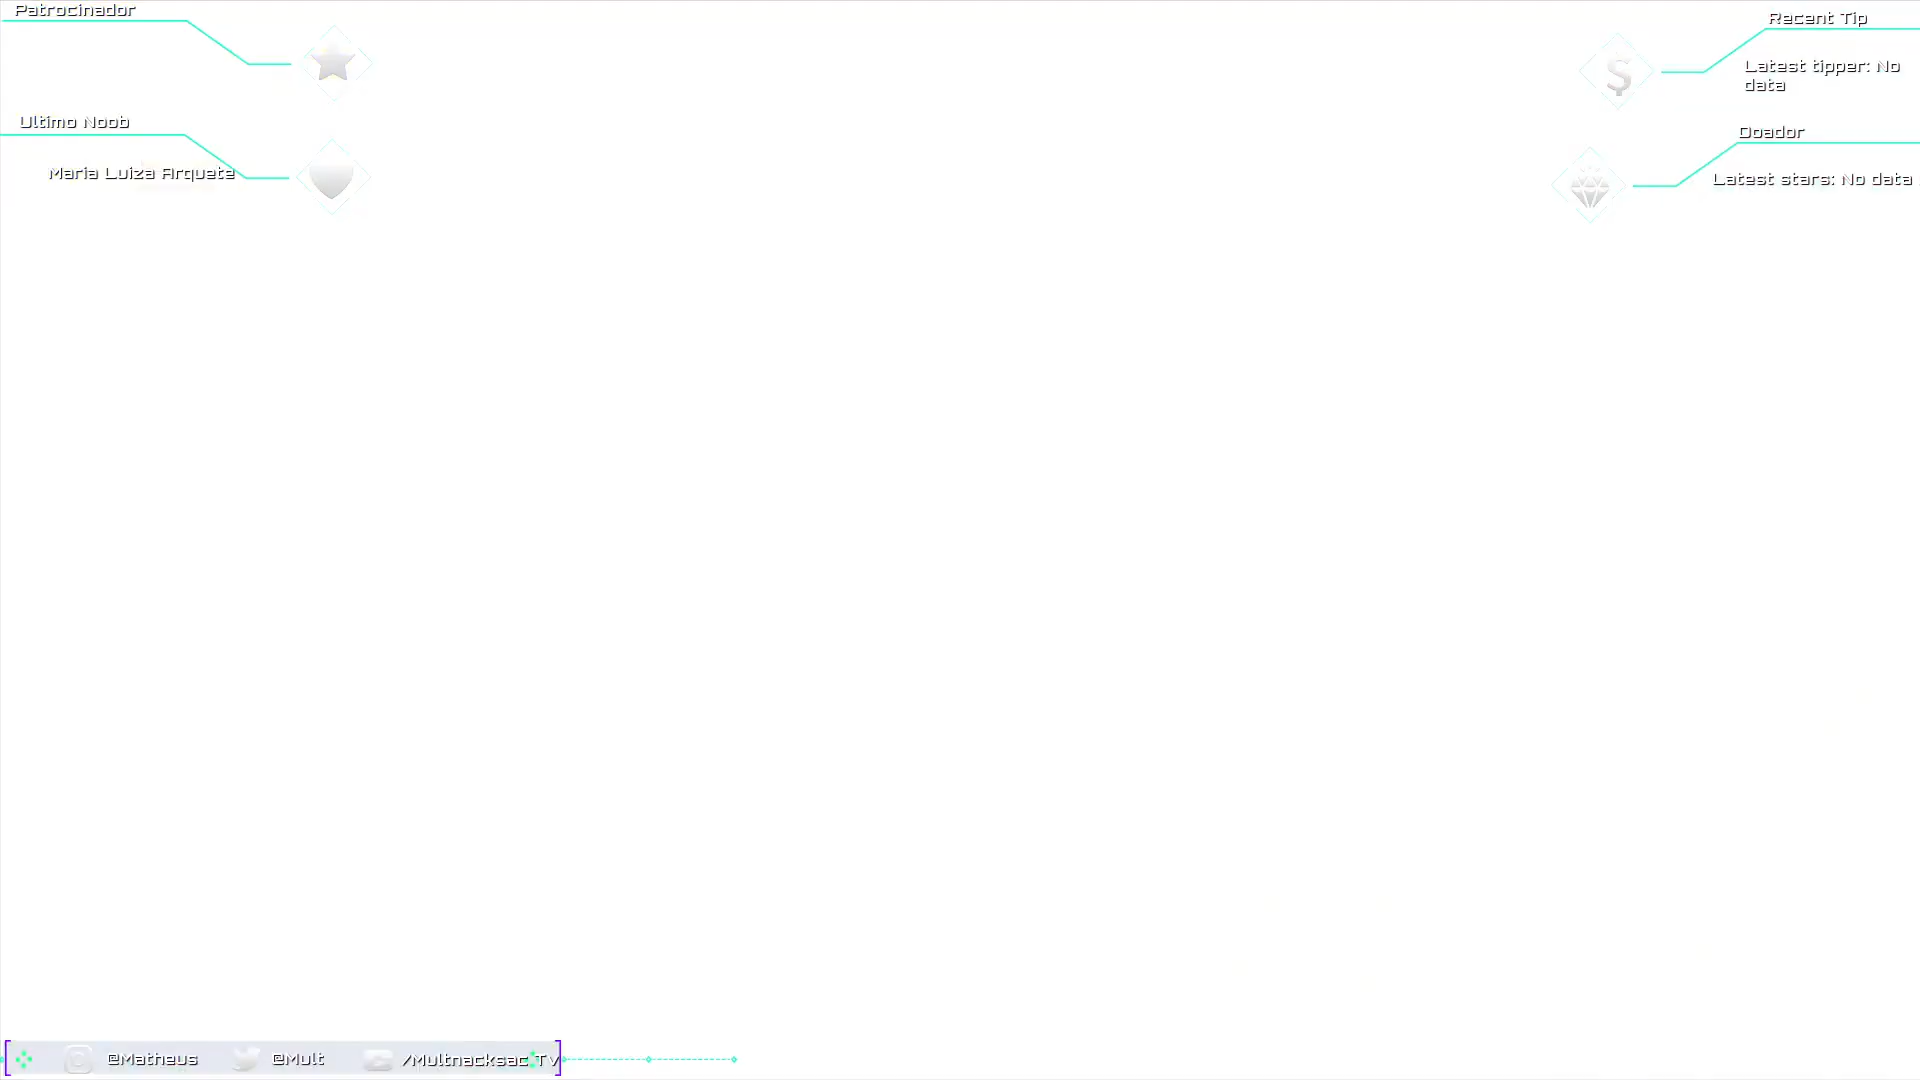 Patrocinador
Ultimo Noob
Maria Luiza Arquete
Recent Tip
Latest tipper: No
data
Doador
Latest stars: No data
@Matheus @Mult /Multnacksac Tv